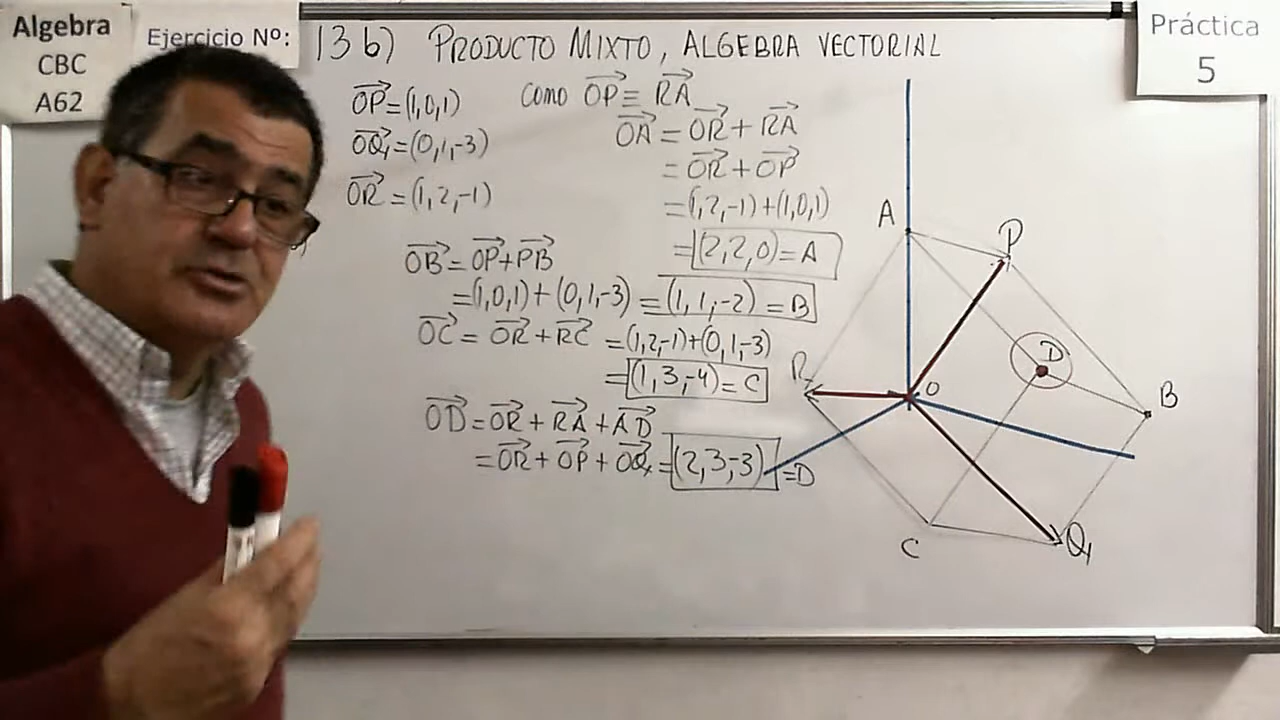 Algebra
CBC
A62
Ejercicio Nº:
13 b) PRODUCTO MIXTO, ALGEBRA VECTORIAL
Práctica
5
OP=(1,0,1)
OQ=(0,1,-3)
OR=(1,2,-1)
COMO OP≡RA
OA=OR+RA
=OR+OP
=(1,2,-1)+(1,0,1)
=(2,2,0)=A
OB=OP+PB
=(1,0,1)+(0,1,-3)=(1,1,-2)=B
OC=OR+RC=(1,2,-1)+(0,1-3)
=(1,3,-4)=C
OD=OR+RA+AD
=OR+OP+OQ=(2,3,-3)=D
A
P
D
R
O
B
C
Q